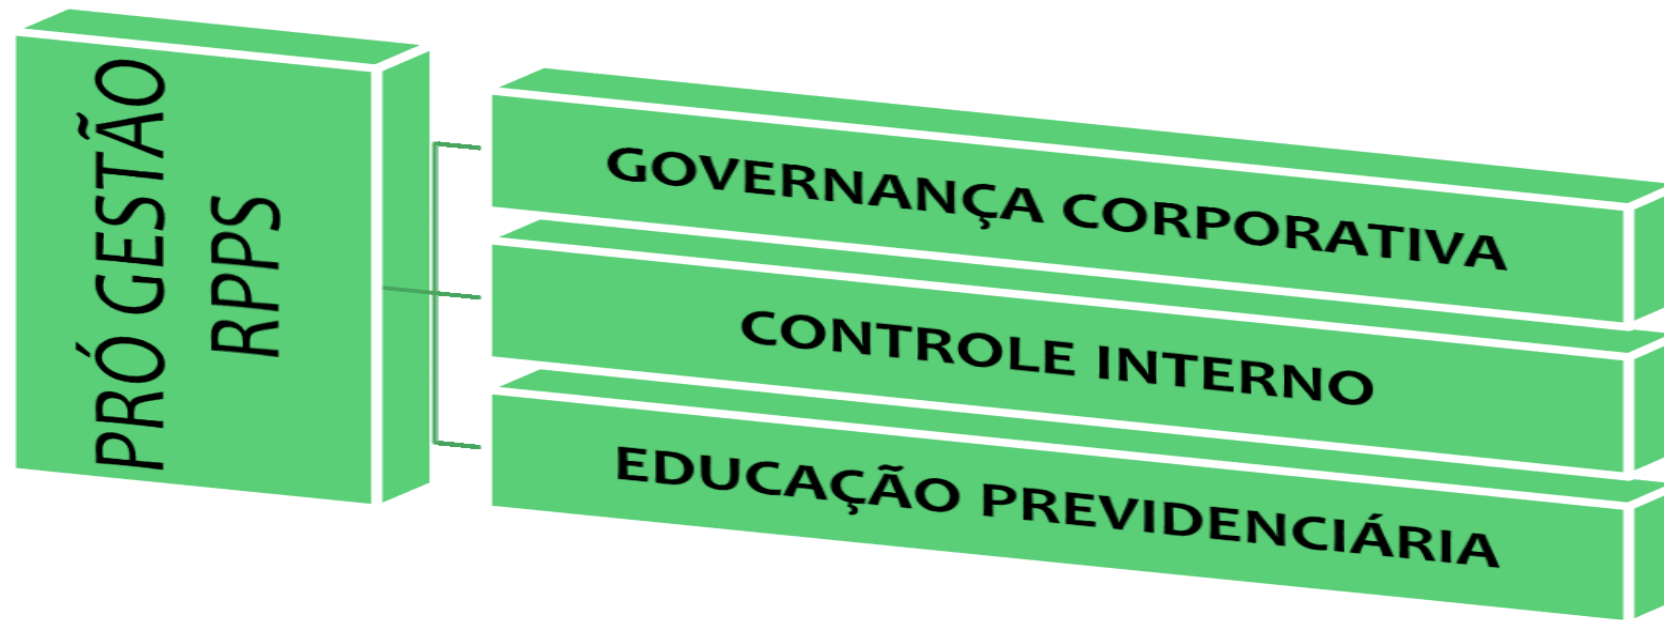 PRÓ GESTÃO
RPPS
GOVERNANÇA CORPORATIVA
CONTROLE INTERNO
EDUCAÇÃO PREVIDENCIÁRIA